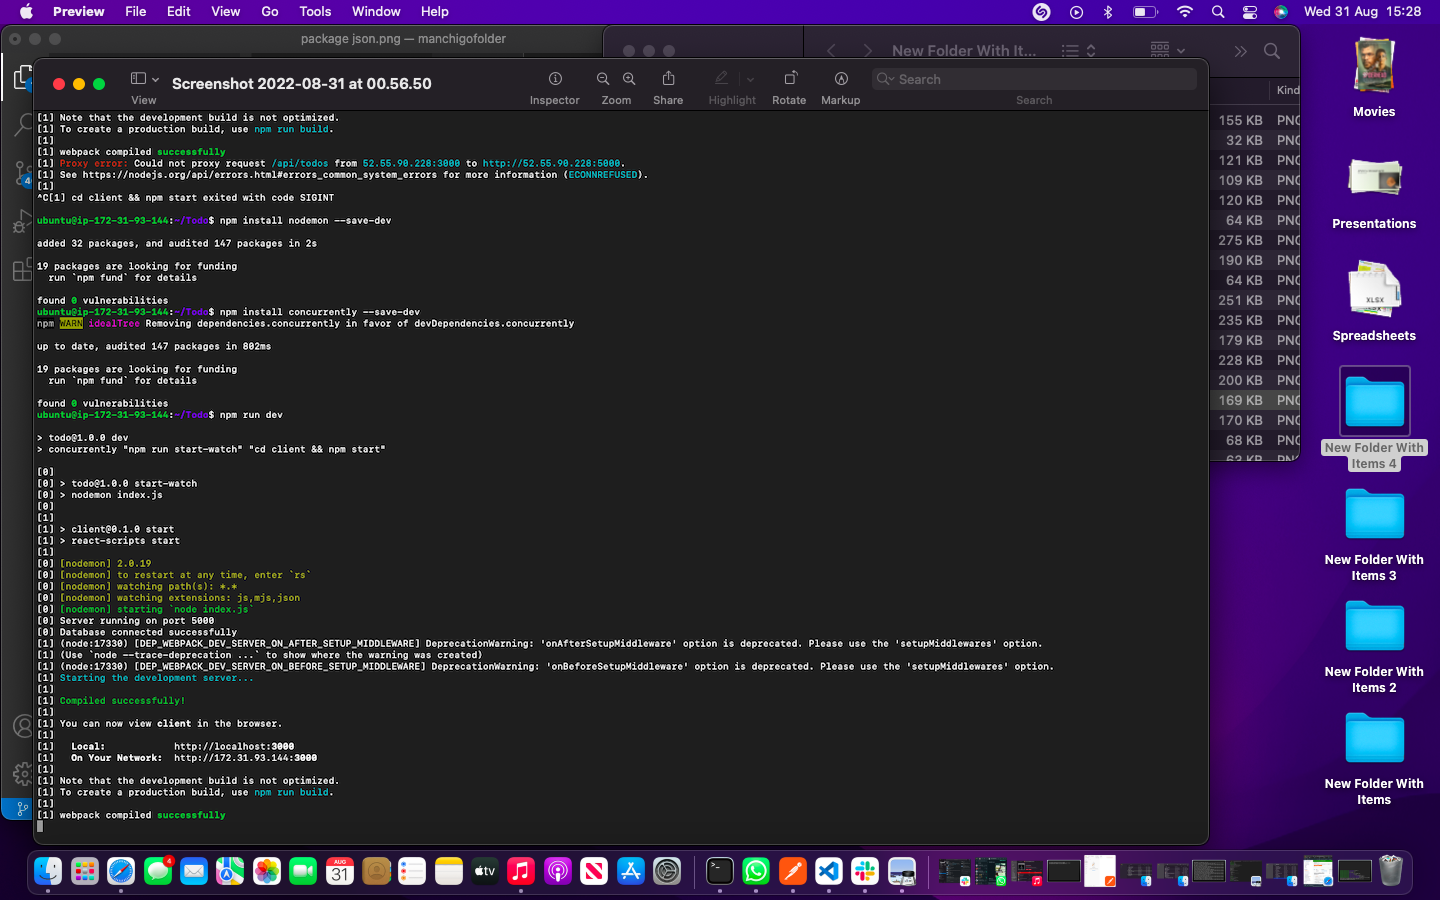 Preview File Edit View Go Tools Window Help Wed 31 Aug 15:28
package json.png — manchigofolder
New Folder With It...
Screenshot 2022-08-31 at 00.56.50
Search
View Inspector Zoom Share Highlight Rotate Markup Search
[1] Note that the development build is not optimized.
[1] To create a production build, use npm run build.
[1]
[1] webpack compiled successfully
[1] Proxy error: Could not proxy request /api/todos from 52.55.90.228:3000 to http://52.55.90.228:5000.
[1] See https://nodejs.org/api/errors.html#errors_common_system_errors for more information (ECONNREFUSED).
[1]
^C[1] cd client && npm start exited with code SIGINT
ubuntu@ip-172-31-93-144:~/Todo$ npm install nodemon --save-dev
added 32 packages, and audited 147 packages in 2s
19 packages are looking for funding
run `npm fund` for details
found 0 vulnerabilities
ubuntu@ip-172-31-93-144:~/Todo$ npm install concurrently --save-dev
npm WARN idealTree Removing dependencies.concurrently in favor of devDependencies.concurrently
up to date, audited 147 packages in 802ms
19 packages are looking for funding
run `npm fund` for details
found 0 vulnerabilities
ubuntu@ip-172-31-93-144:~/Todo$ npm run dev
> todo@1.0.0 dev
> concurrently "npm run start-watch" "cd client && npm start"
[0]
[0] > todo@1.0.0 start-watch
[0] > nodemon index.js
[0]
[1]
[1] > client@0.1.0 start
[1] > react-scripts start
[1]
[0] [nodemon] 2.0.19
[0] [nodemon] to restart at any time, enter `rs`
[0] [nodemon] watching path(s): *.*
[0] [nodemon] watching extensions: js,mjs,json
[0] [nodemon] starting `node index.js`
[0] Server running on port 5000
[0] Database connected successfully
[1] (node:17330) [DEP_WEBPACK_DEV_SERVER_ON_AFTER_SETUP_MIDDLEWARE] DeprecationWarning: 'onAfterSetupMiddleware' option is deprecated. Please use the 'setupMiddlewares' option.
[1] (Use `node --trace-deprecation ...` to show where the warning was created)
[1] (node:17330) [DEP_WEBPACK_DEV_SERVER_ON_BEFORE_SETUP_MIDDLEWARE] DeprecationWarning: 'onBeforeSetupMiddleware' option is deprecated. Please use the 'setupMiddlewares' option.
[1] Starting the development server...
[1]
[1] Compiled successfully!
[1]
[1] You can now view client in the browser.
[1]
[1] Local: http://localhost:3000
[1] On Your Network: http://172.31.93.144:3000
[1]
[1] Note that the development build is not optimized.
[1] To create a production build, use npm run build.
[1]
[1] webpack compiled successfully
Kind
155 KB PNG
32 KB PNG
121 KB PNG
109 KB PNG
120 KB PNG
64 KB PNG
275 KB PNG
190 KB PNG
64 KB PNG
251 KB PNG
235 KB PNG
179 KB PNG
228 KB PNG
200 KB PNG
169 KB PNG
170 KB PNG
68 KB PNG
63 KB PNG
Movies
Presentations
XLSX
Spreadsheets
New Folder With
Items 4
New Folder With
Items 3
New Folder With
Items 2
New Folder With
Items
4
AUG
31
tv